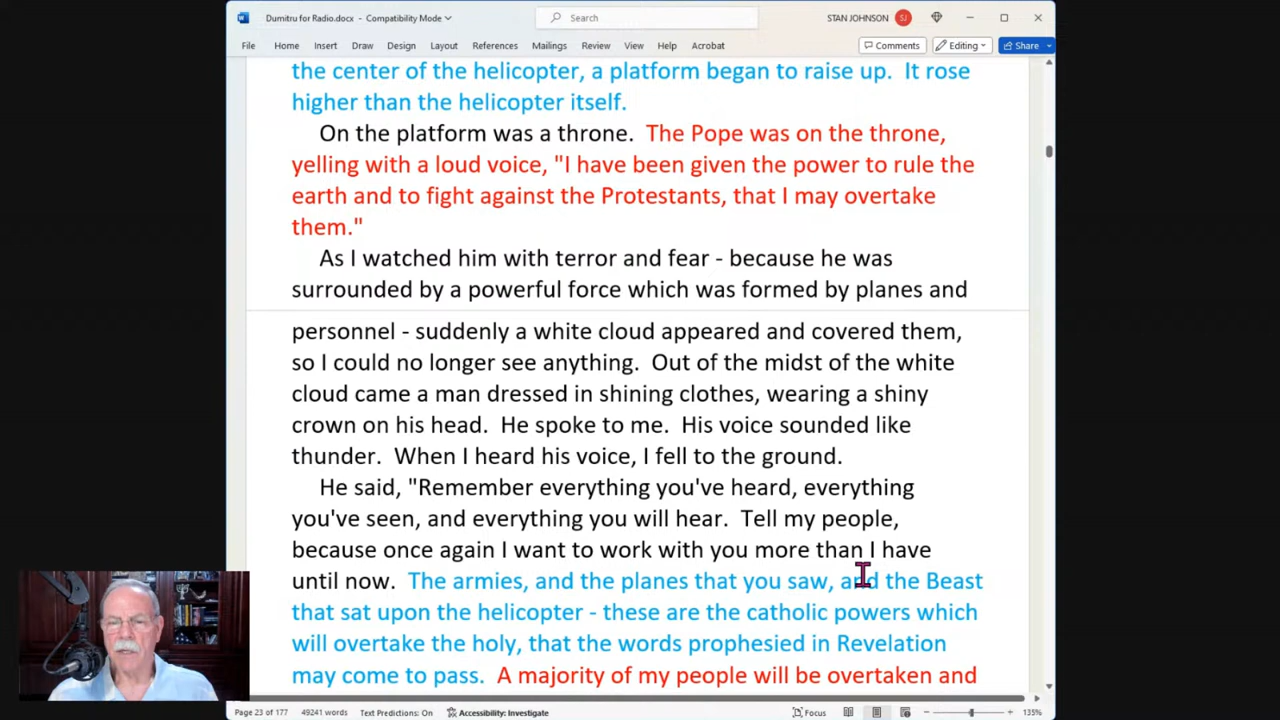 Dumitru for Radio.docx - Compatibility Mode
Search
STAN JOHNSON
SJ
File Home Insert Draw Design Layout References Mailings Review View Help Acrobat
Comments Editing Share
the center of the helicopter, a platform began to raise up. It rose
higher than the helicopter itself.
On the platform was a throne. The Pope was on the throne,
yelling with a loud voice, "I have been given the power to rule the
earth and to fight against the Protestants, that I may overtake
them."
As I watched him with terror and fear - because he was
surrounded by a powerful force which was formed by planes and
personnel - suddenly a white cloud appeared and covered them,
so I could no longer see anything. Out of the midst of the white
cloud came a man dressed in shining clothes, wearing a shiny
crown on his head. He spoke to me. His voice sounded like
thunder. When I heard his voice, I fell to the ground.
He said, "Remember everything you've heard, everything
you've seen, and everything you will hear. Tell my people,
because once again I want to work with you more than I have
until now. The armies, and the planes that you saw, and the Beast
that sat upon the helicopter - these are the catholic powers which
will overtake the holy, that the words prophesied in Revelation
may come to pass. A majority of my people will be overtaken and
Page 23 of 177 49241 words Text Predictions: On Accessibility: Investigate
Focus
135%